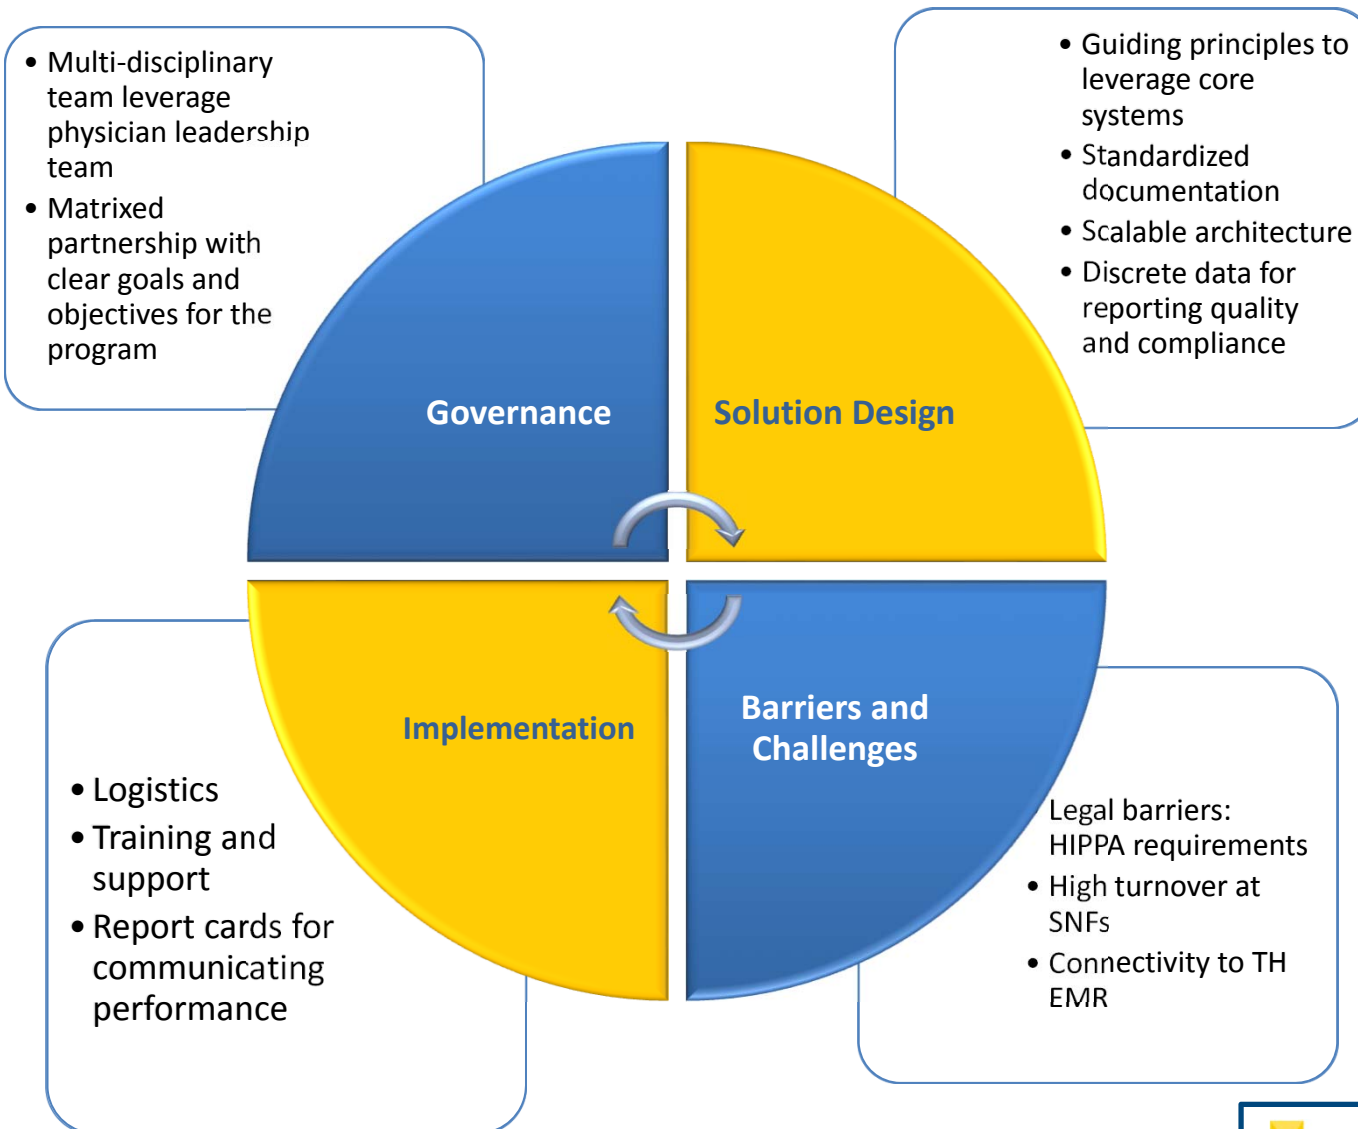 • Multi-disciplinary
team leverage
physician leadership
team
• Matrixed
partnership with
clear goals and
objectives for the
program
• Guiding principles to
leverage core
systems
• Standardized
documentation
• Scalable architecture
• Discrete data for
reporting quality
and compliance
Governance
Solution Design
Implementation
Barriers and
Challenges
• Logistics
• Training and
support
• Report cards for
communicating
performance
Legal barriers:
HIPPA requirements
• High turnover at
SNFs
• Connectivity to TH
EMR